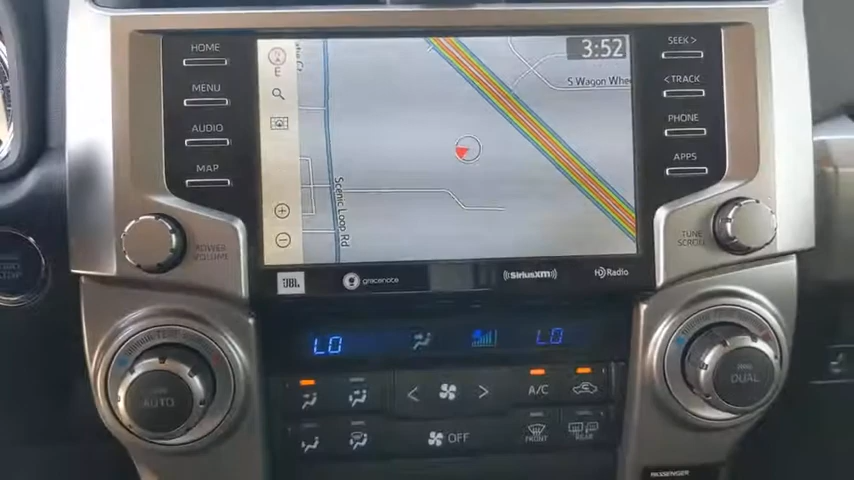 HOME
MENU
AUDIO
MAP
E
3:52
S Wagon Whe
Scenic Loop Rd
SEEK >
< TRACK
PHONE
APPS
POWER
VOLUME
TUNE
SCROLL
JBL
gracenote
SiriusXM
HD Radio
LO
LO
AUTO
DUAL
A/C
OFF
FRONT
REAR
PASSENGER